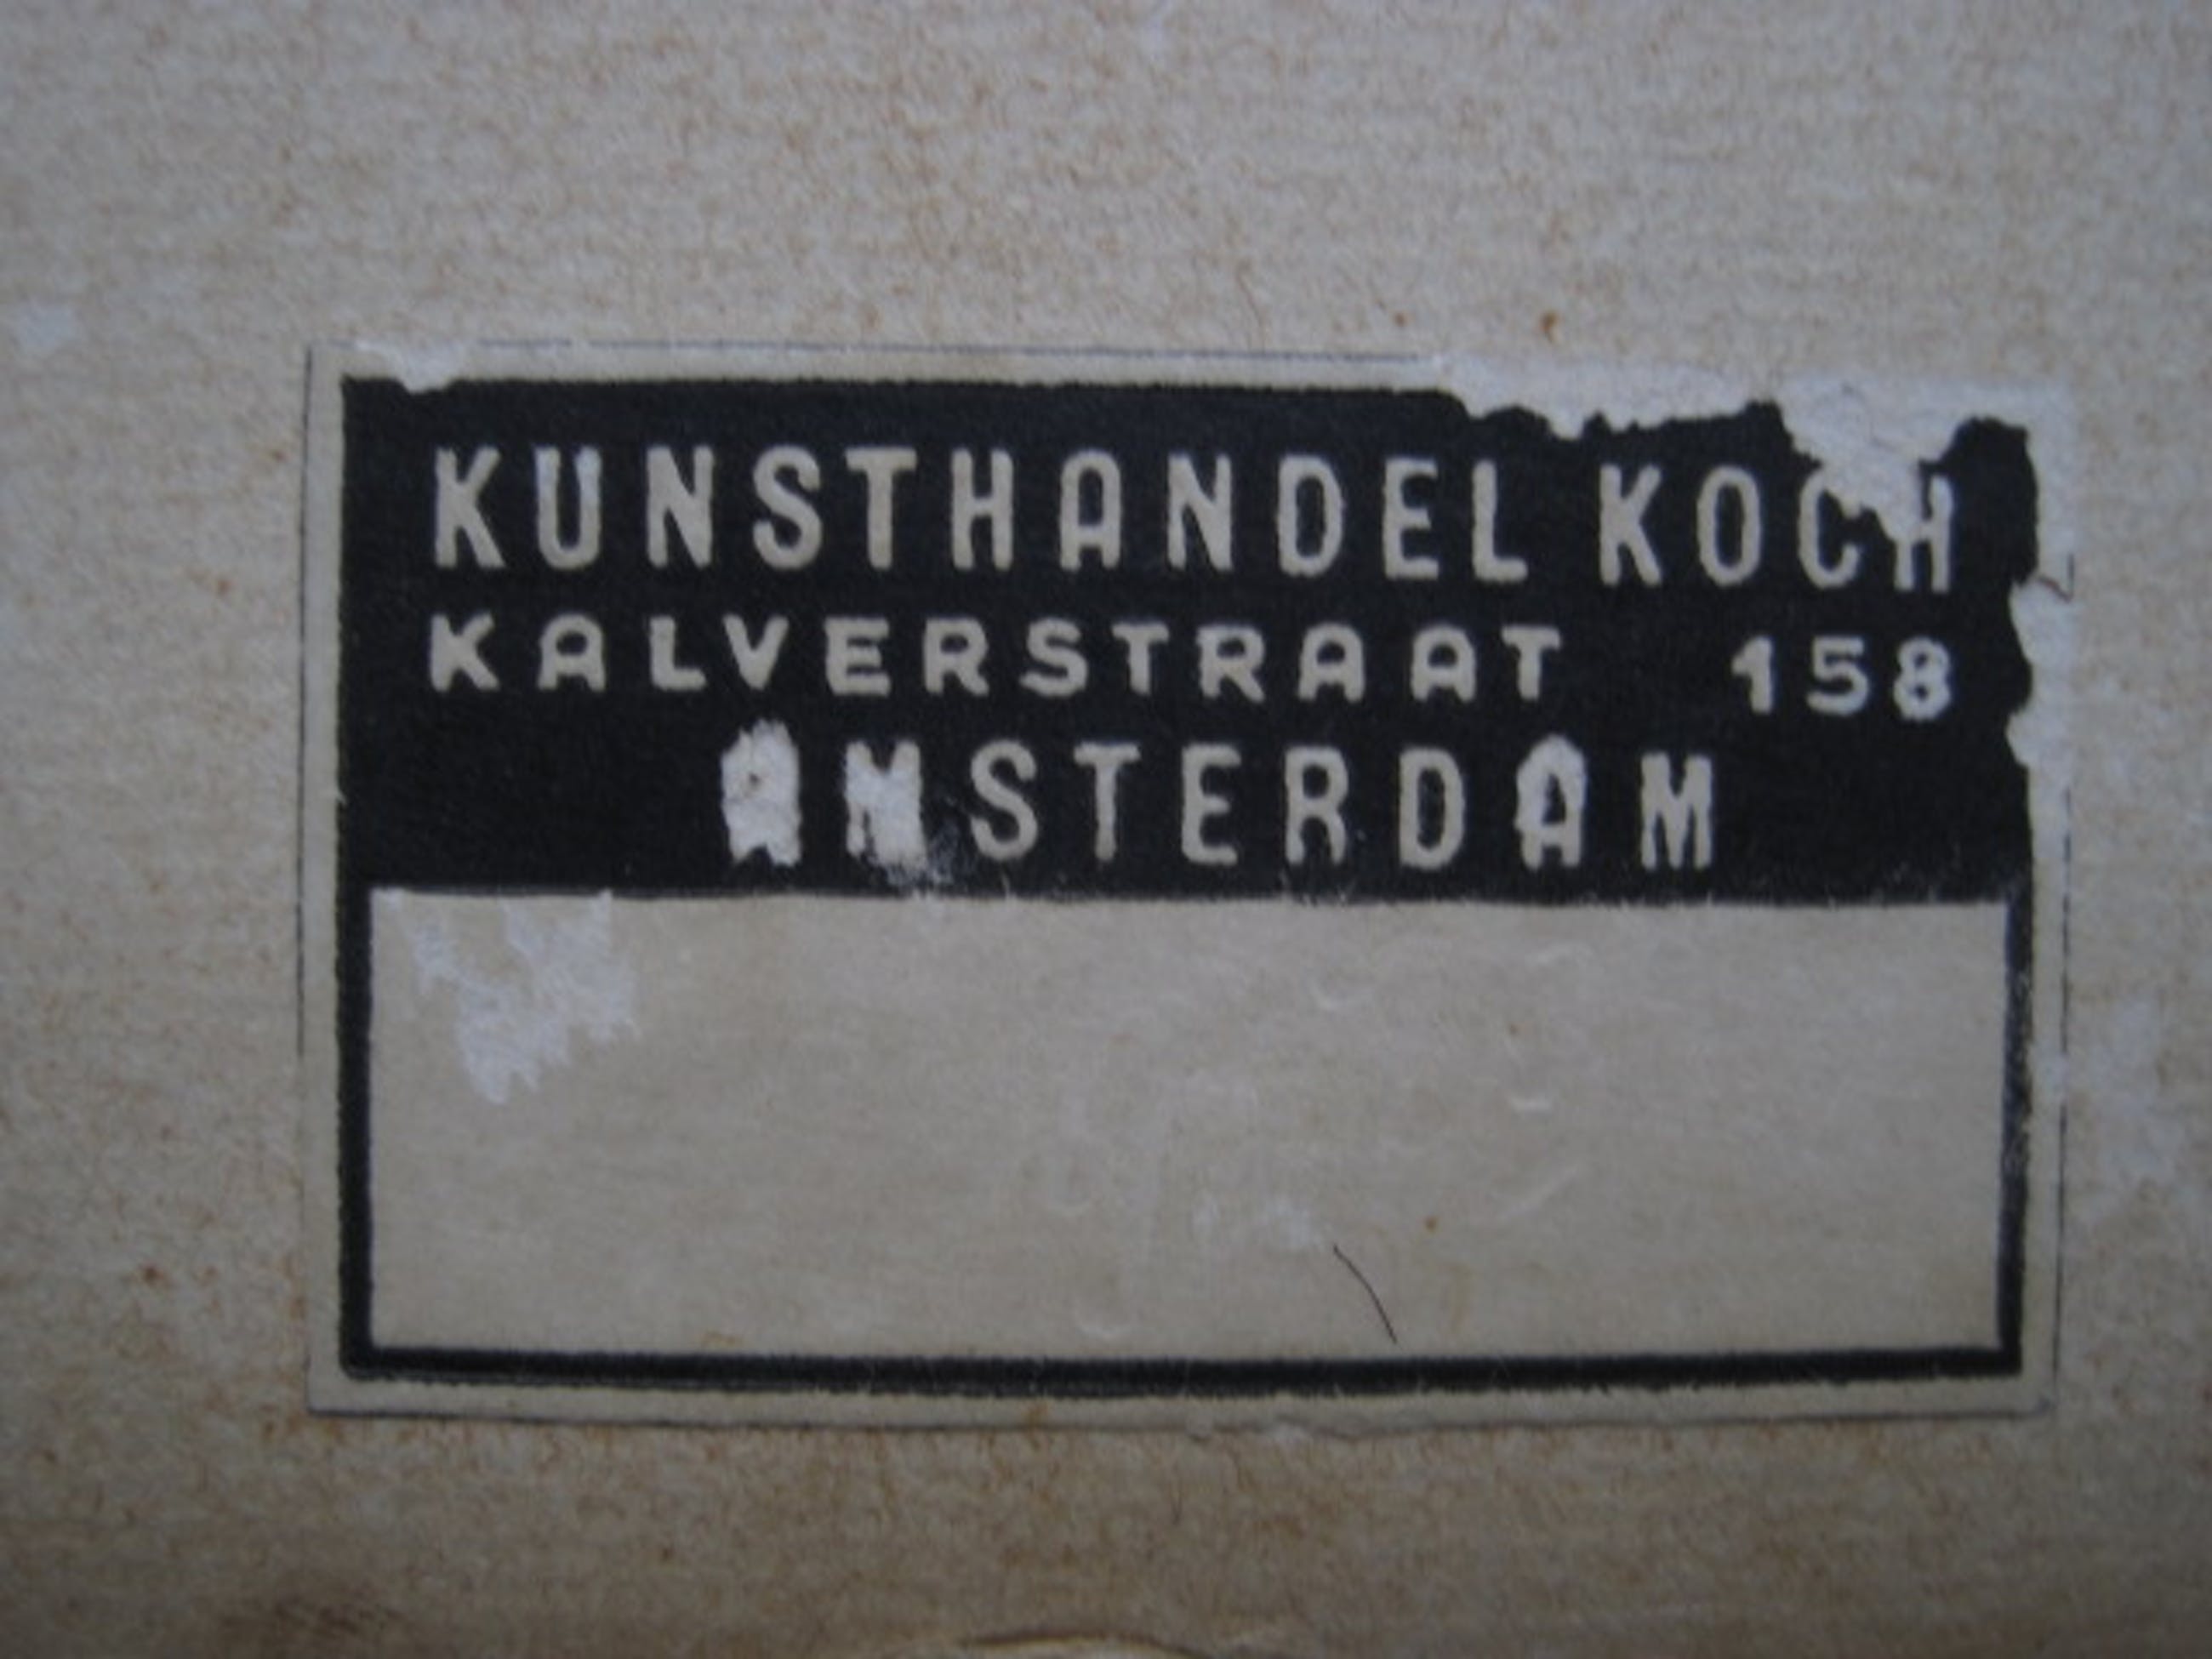 KUNSTHANDEL KOCH
KALVERSTRAAT 158
AMSTERDAM